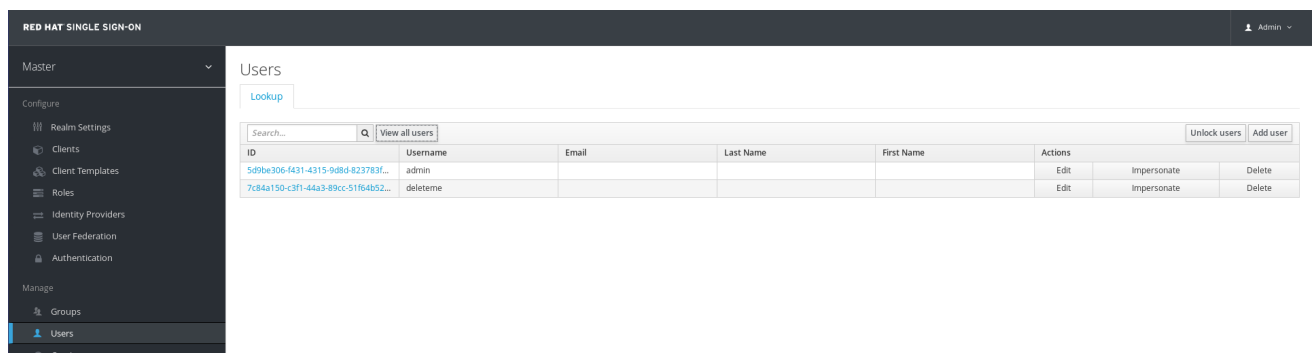 RED HAT SINGLE SIGN-ON
Admin
Master
Configure
Realm Settings
Clients
Client Templates
Roles
Identity Providers
User Federation
Authentication
Manage
Groups
Users
Users
Lookup
Search... View all users Unlock users Add user
ID Username Email Last Name First Name Actions
5d9be306-f431-4315-9d8d-823783f... admin Edit Impersonate Delete
7c84a150-c3f1-44a3-89cc-51f64b52... deleteme Edit Impersonate Delete